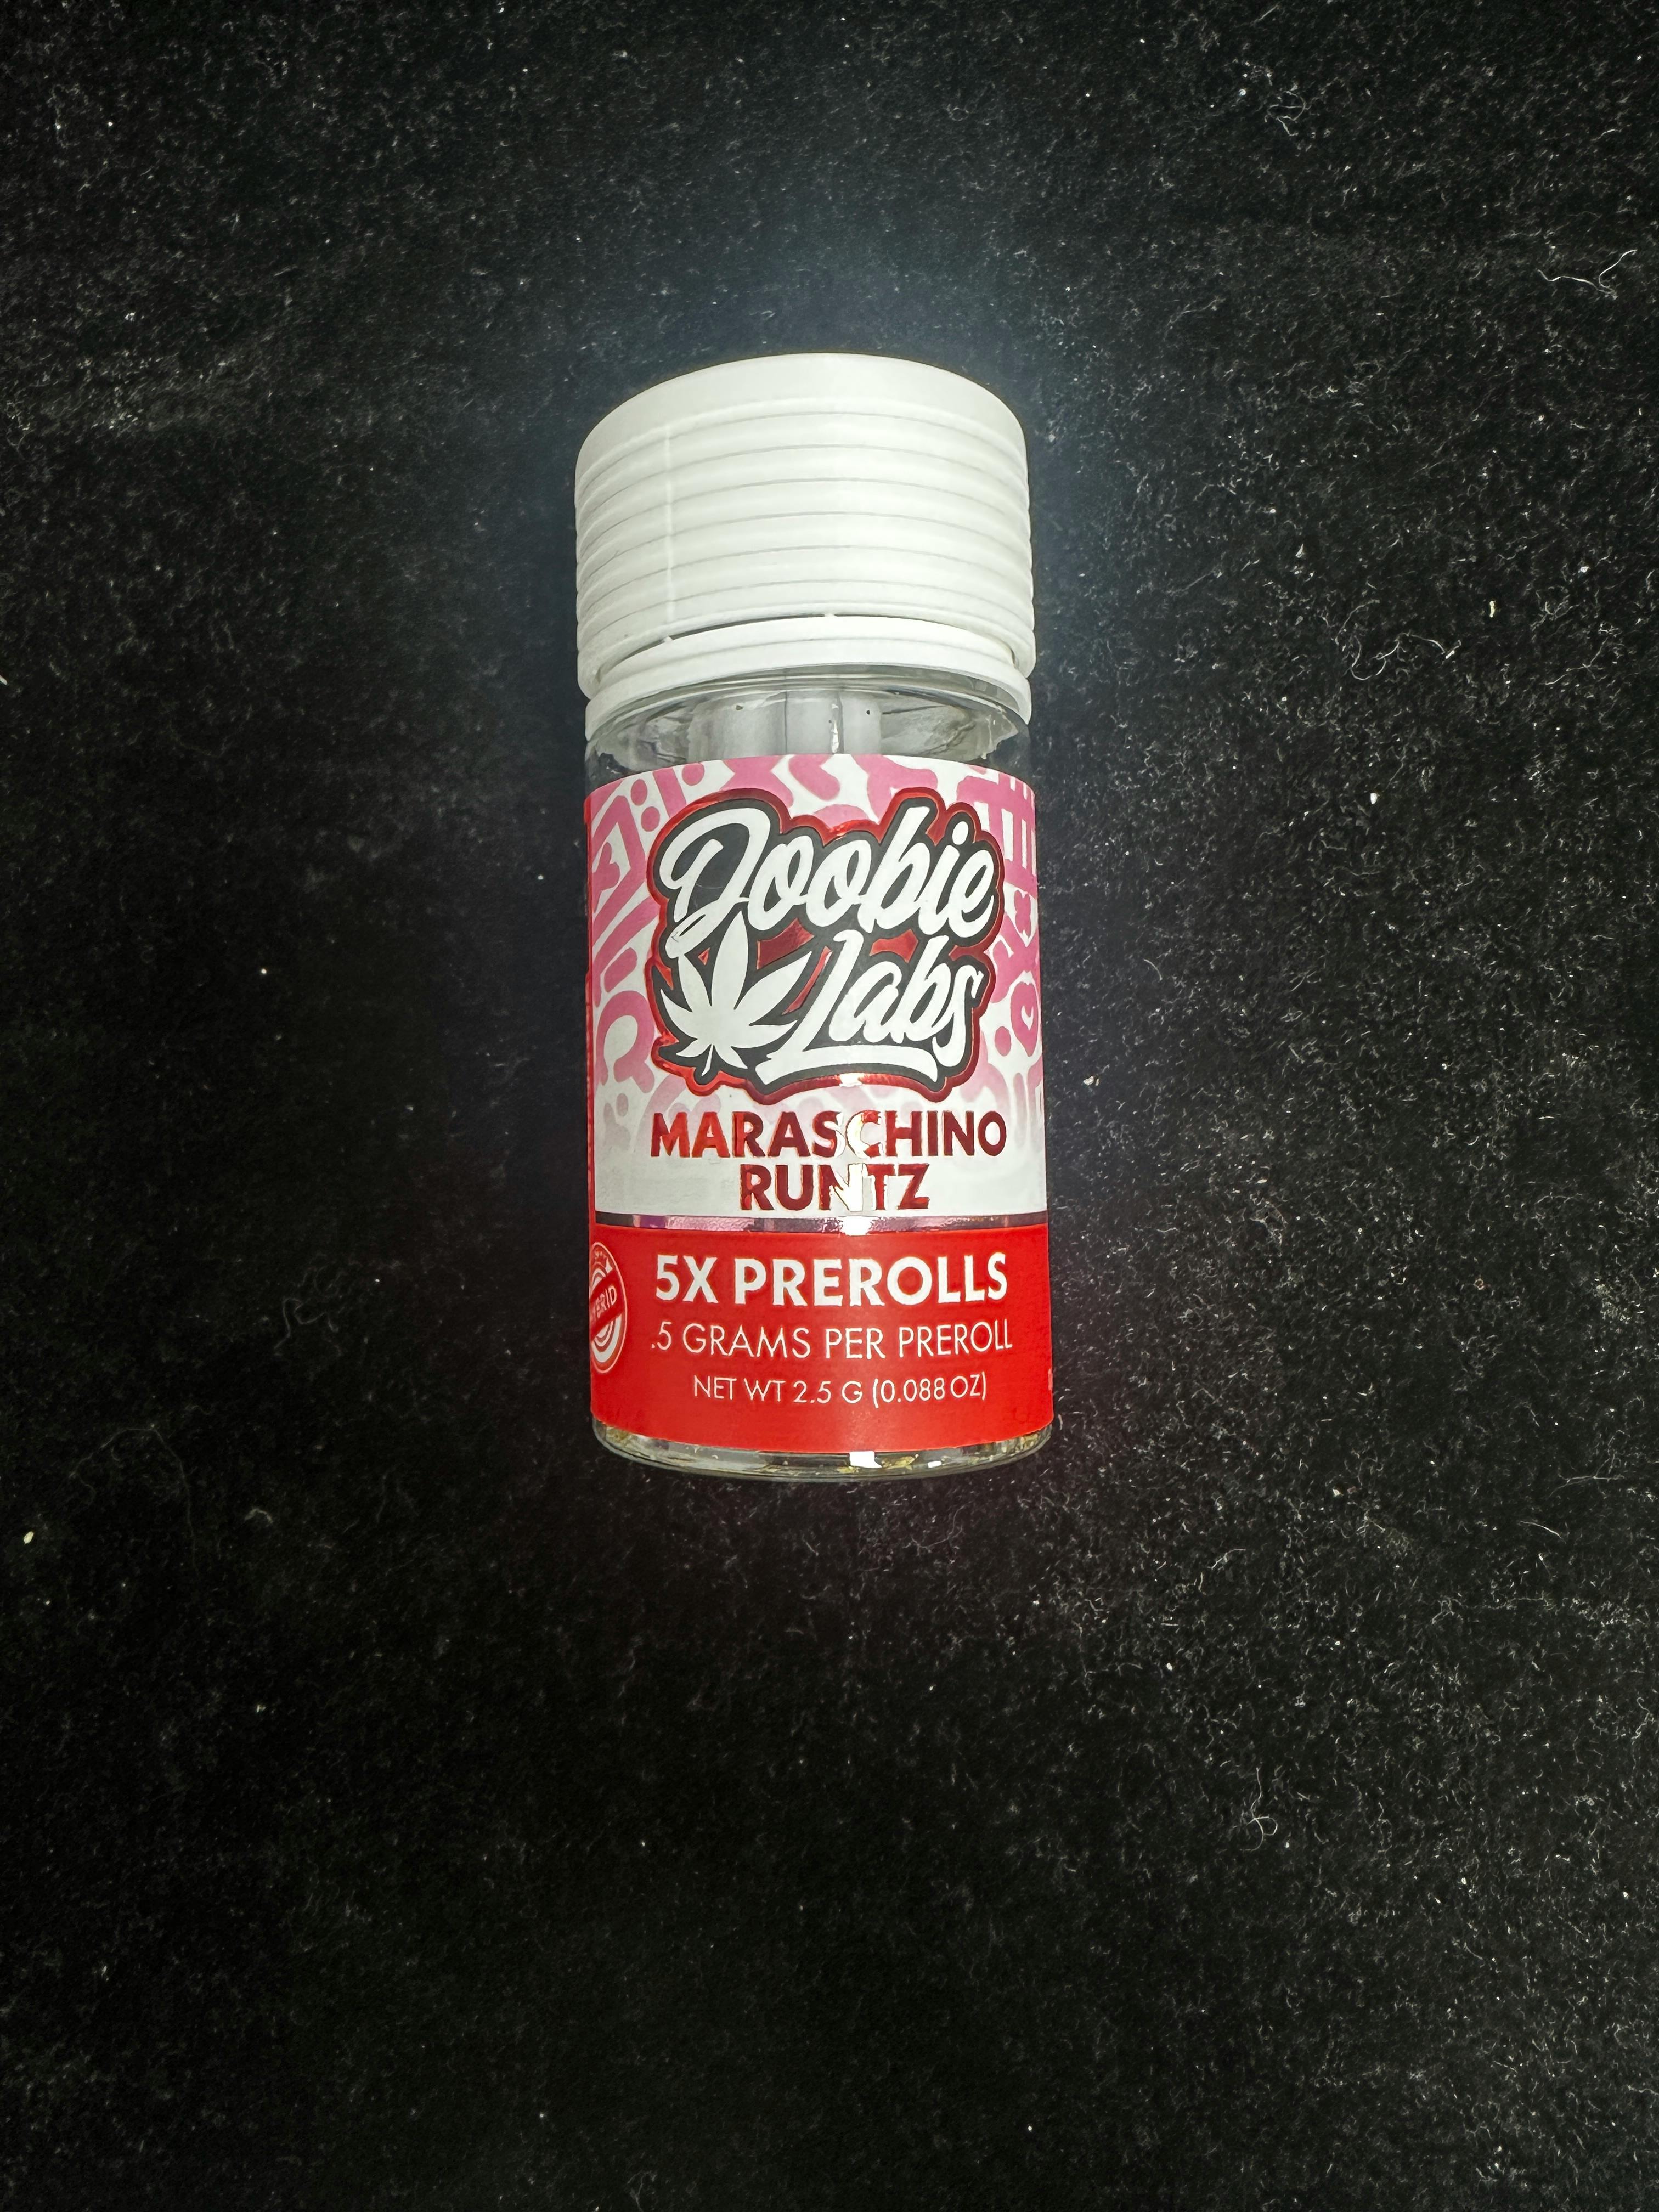 Doobie
Labs
MARASCHINO
RUNTZ
5X PREROLLS
.5 GRAMS PER PREROLL
NET WT 2.5 G (0.088 OZ)